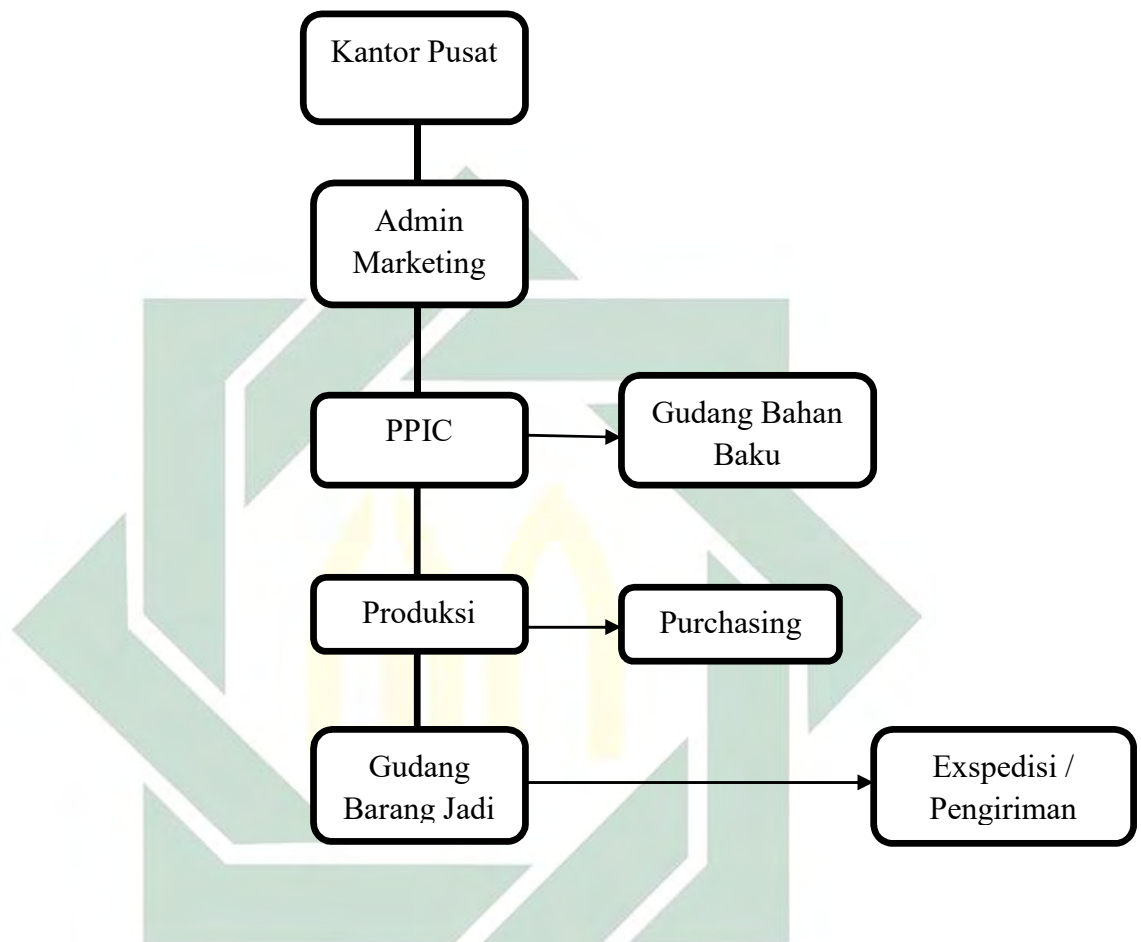 Kantor Pusat
Admin
Marketing
PPIC
Gudang Bahan
Baku
Produksi
Purchasing
Gudang
Barang Jadi
Exspedisi /
Pengiriman